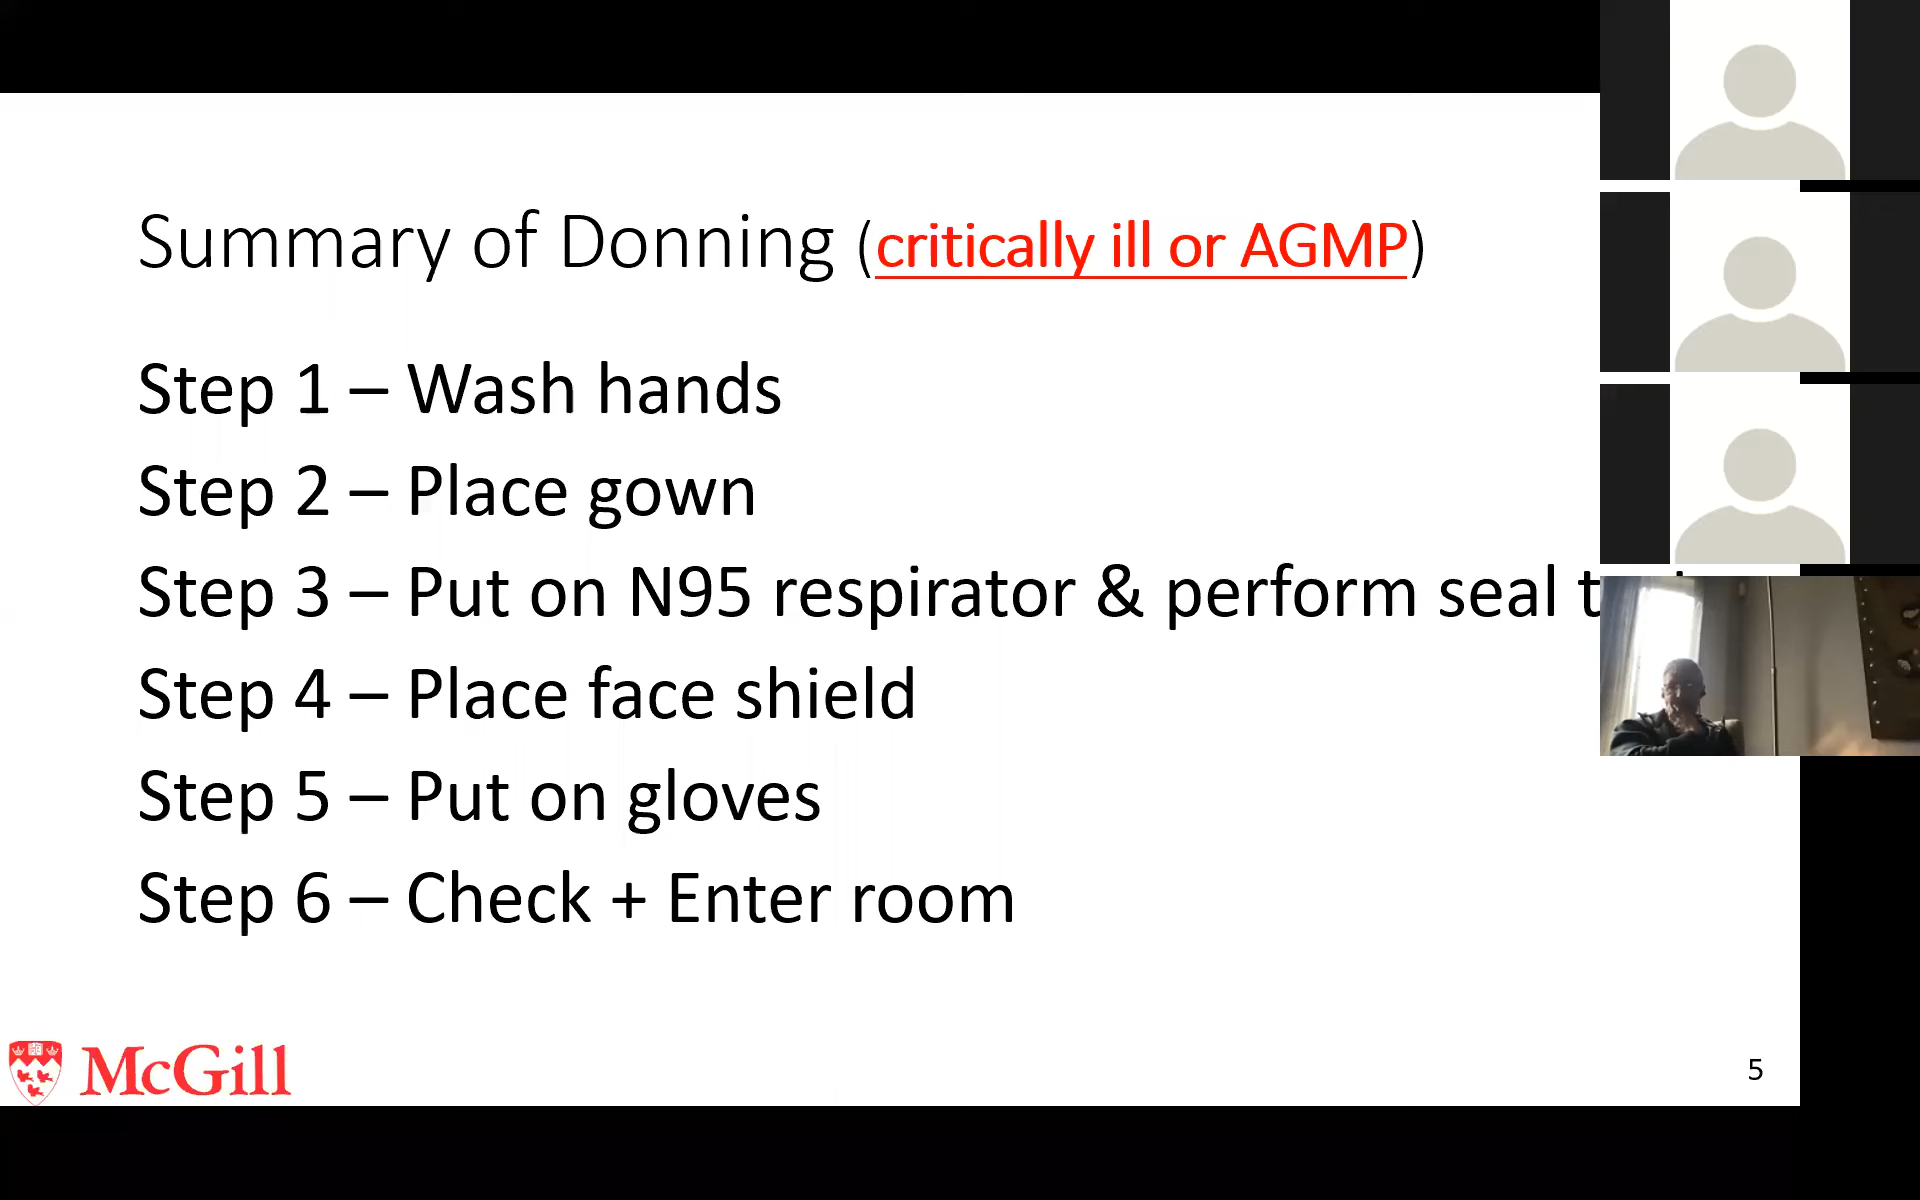 Summary of Donning (critically ill or AGMP)
Step 1 – Wash hands
Step 2 – Place gown
Step 3 – Put on N95 respirator & perform seal
Step 4 – Place face shield
Step 5 – Put on gloves
Step 6 – Check + Enter room
McGill
5